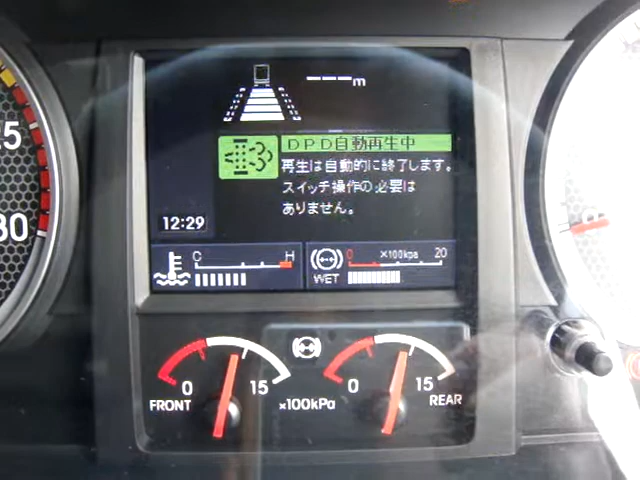 ---m
DPD自動再生中
再生は自動的に終了します。
スイッチ操作の必要は
ありません。
12:29
C H
0 ×100kpa 20
WET
25
30
0 15
0 15
FRONT ×100kPa REAR